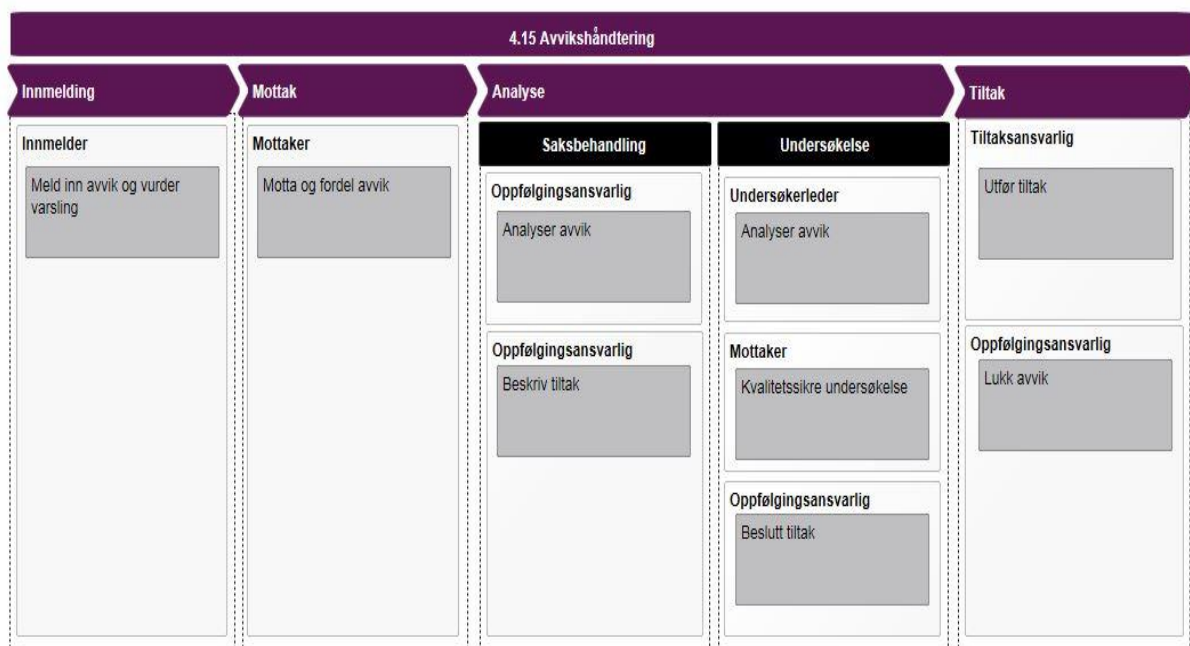 4.15 Avvikshåndtering
Innmelding
Mottak
Analyse
Tiltak
Innmelder
Meld inn avvik og vurder
varsling
Mottaker
Motta og fordel avvik
Saksbehandling
Oppfølgingsansvarlig
Analyser avvik
Oppfølgingsansvarlig
Beskriv tiltak
Undersøkelse
Undersøkerleder
Analyser avvik
Mottaker
Kvalitetssikre undersøkelse
Oppfølgingsansvarlig
Beslutt tiltak
Tiltaksansvarlig
Utfør tiltak
Oppfølgingsansvarlig
Lukk avvik